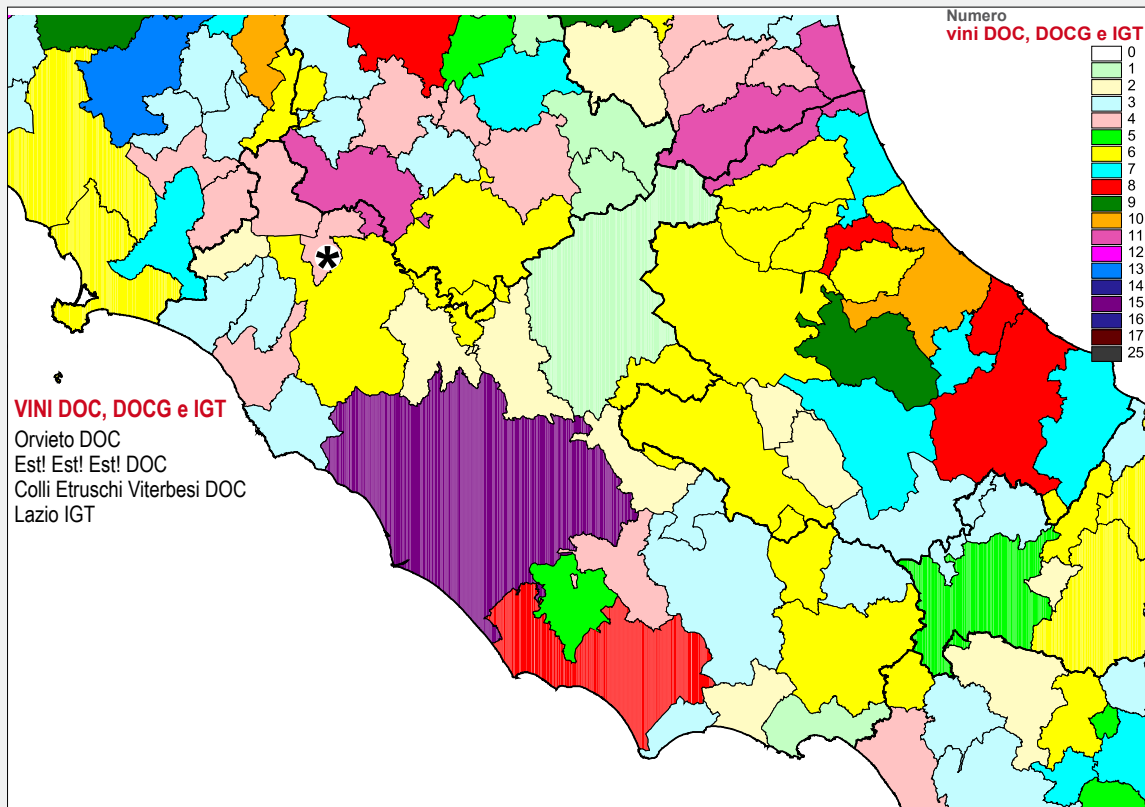 Numero
vini DOC, DOCG e IGT
0
1
2
3
4
5
6
7
8
9
10
11
12
13
14
15
16
17
25
*
VINI DOC, DOCG e IGT
Orvieto DOC
Est! Est! Est! DOC
Colli Etruschi Viterbesi DOC
Lazio IGT